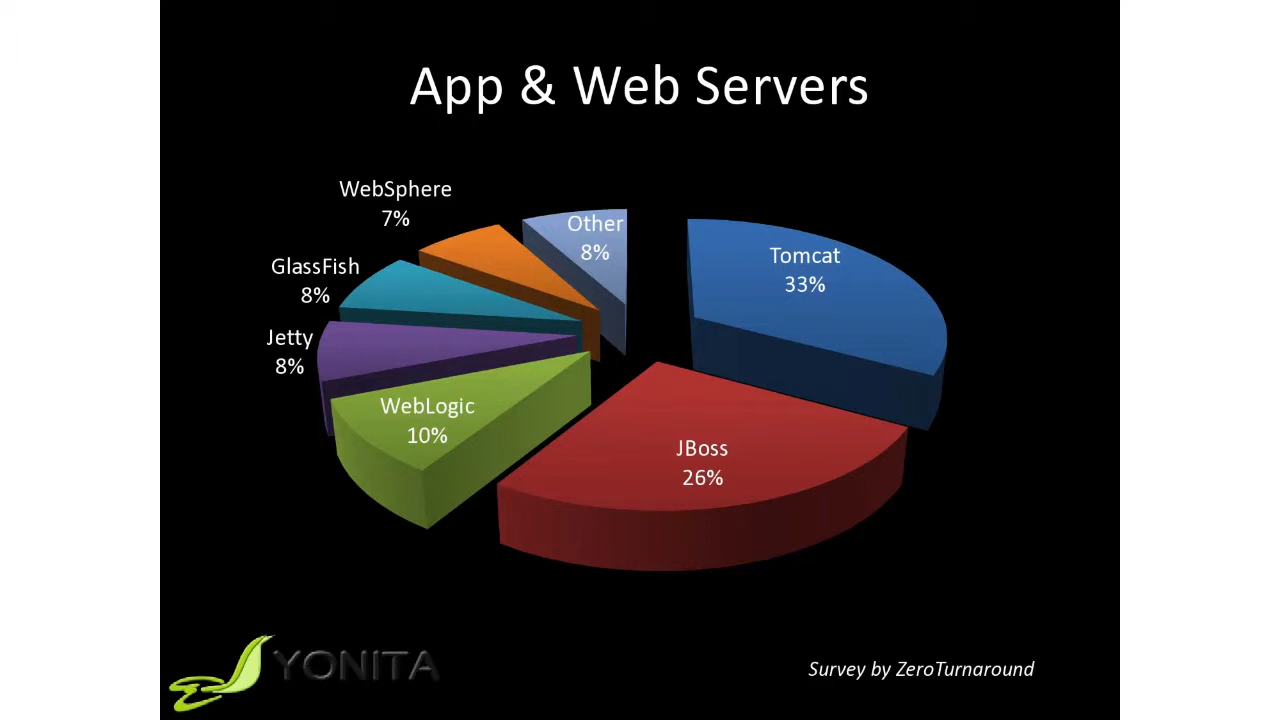 App & Web Servers
WebSphere
7%
Other
8%
Tomcat
33%
GlassFish
8%
Jetty
8%
WebLogic
10%
JBoss
26%
YONITA
Survey by ZeroTurnaround